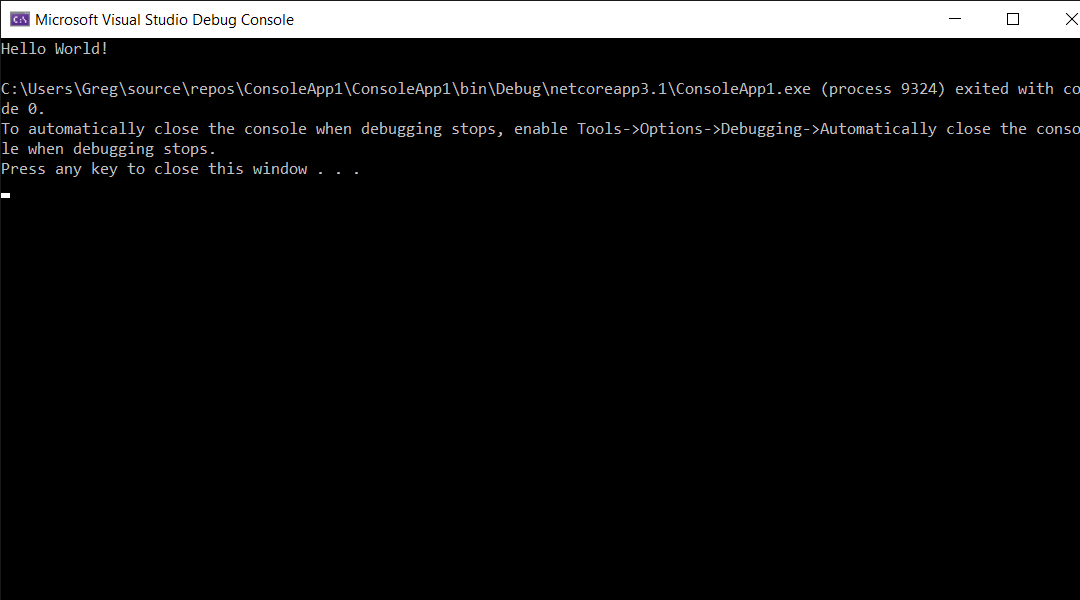 Microsoft Visual Studio Debug Console
Hello World!
C:\Users\Greg\source\repos\ConsoleApp1\ConsoleApp1\bin\Debug\netcoreapp3.1\ConsoleApp1.exe (process 9324) exited with co
de 0.
To automatically close the console when debugging stops, enable Tools->Options->Debugging->Automatically close the conso
le when debugging stops.
Press any key to close this window . . .